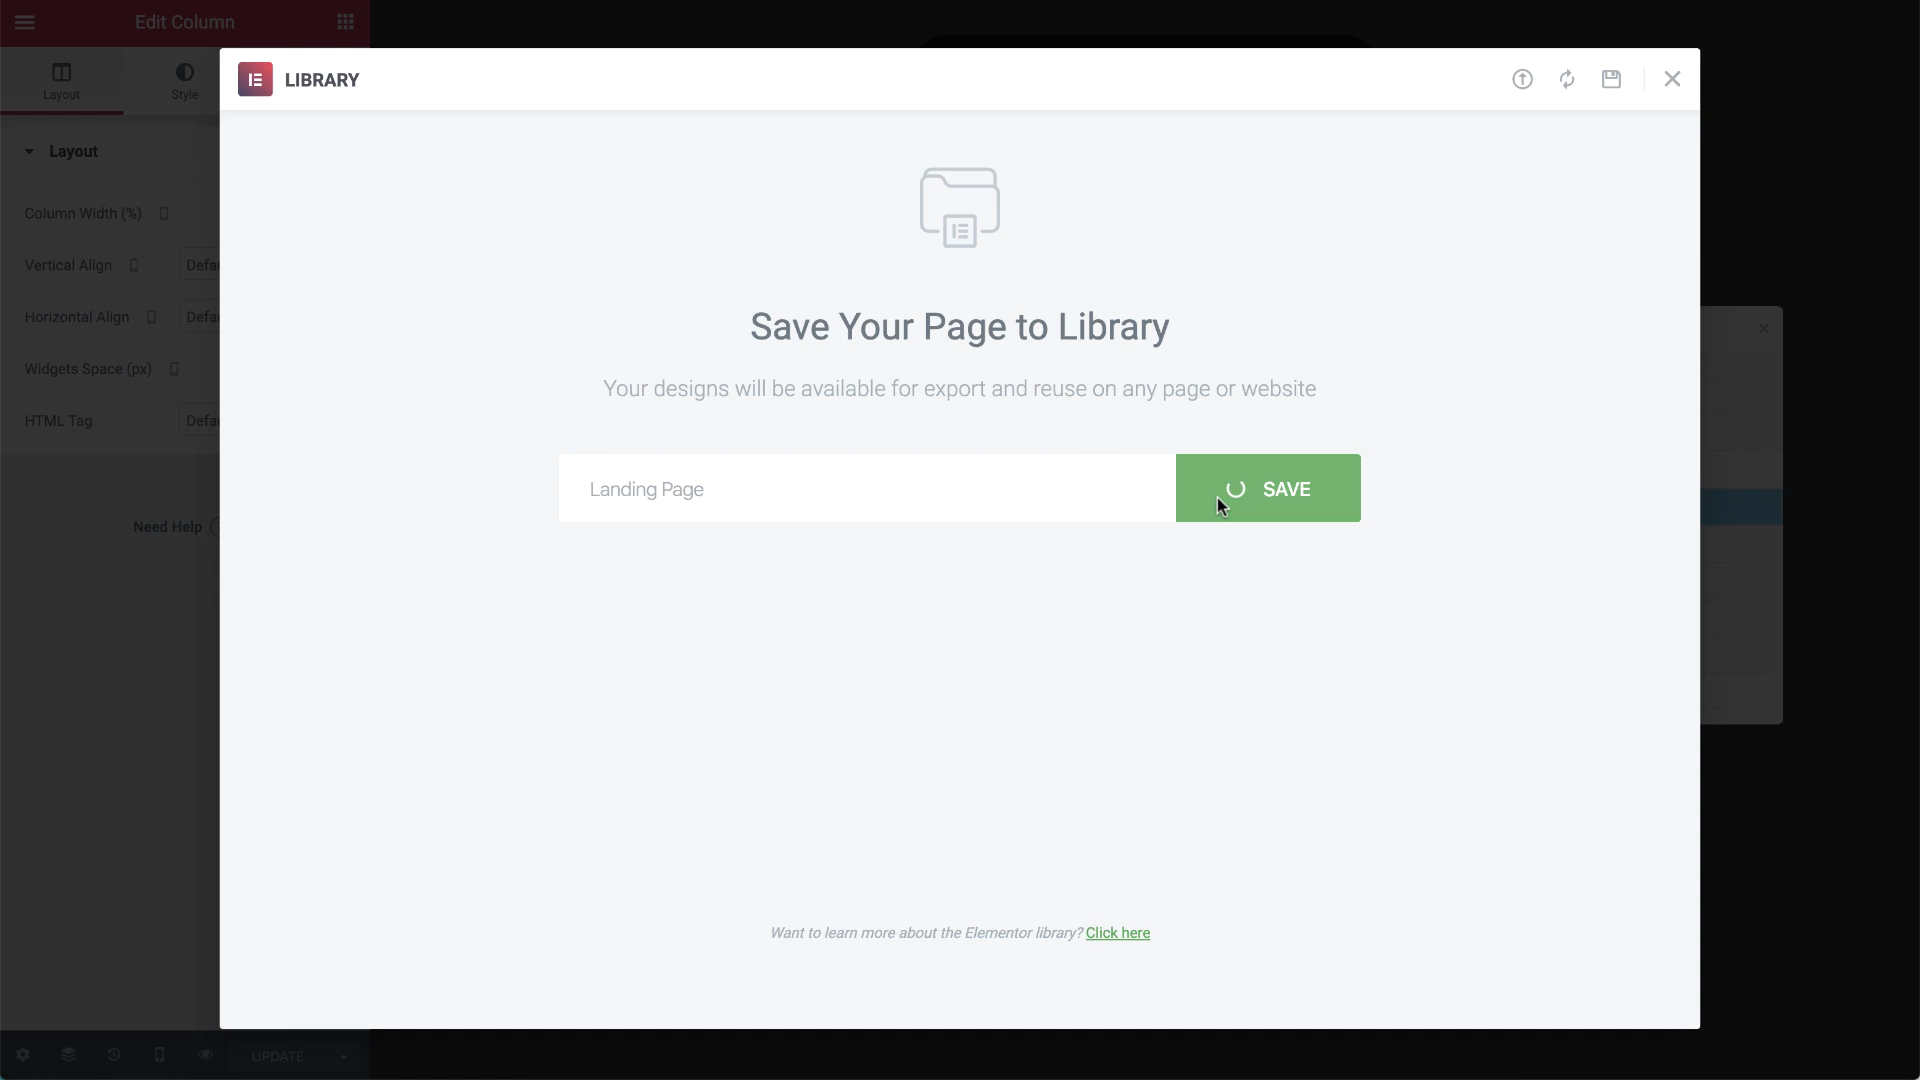 Edit Column
LIBRARY
Layout
Style
Layout
Column Width (%)
Vertical Align
Horizontal Align
Widgets Space (px)
HTML Tag
Need Help
Save Your Page to Library
Your designs will be available for export and reuse on any page or website
Landing Page
SAVE
Want to learn more about the Elementor library? Click here
UPDATE